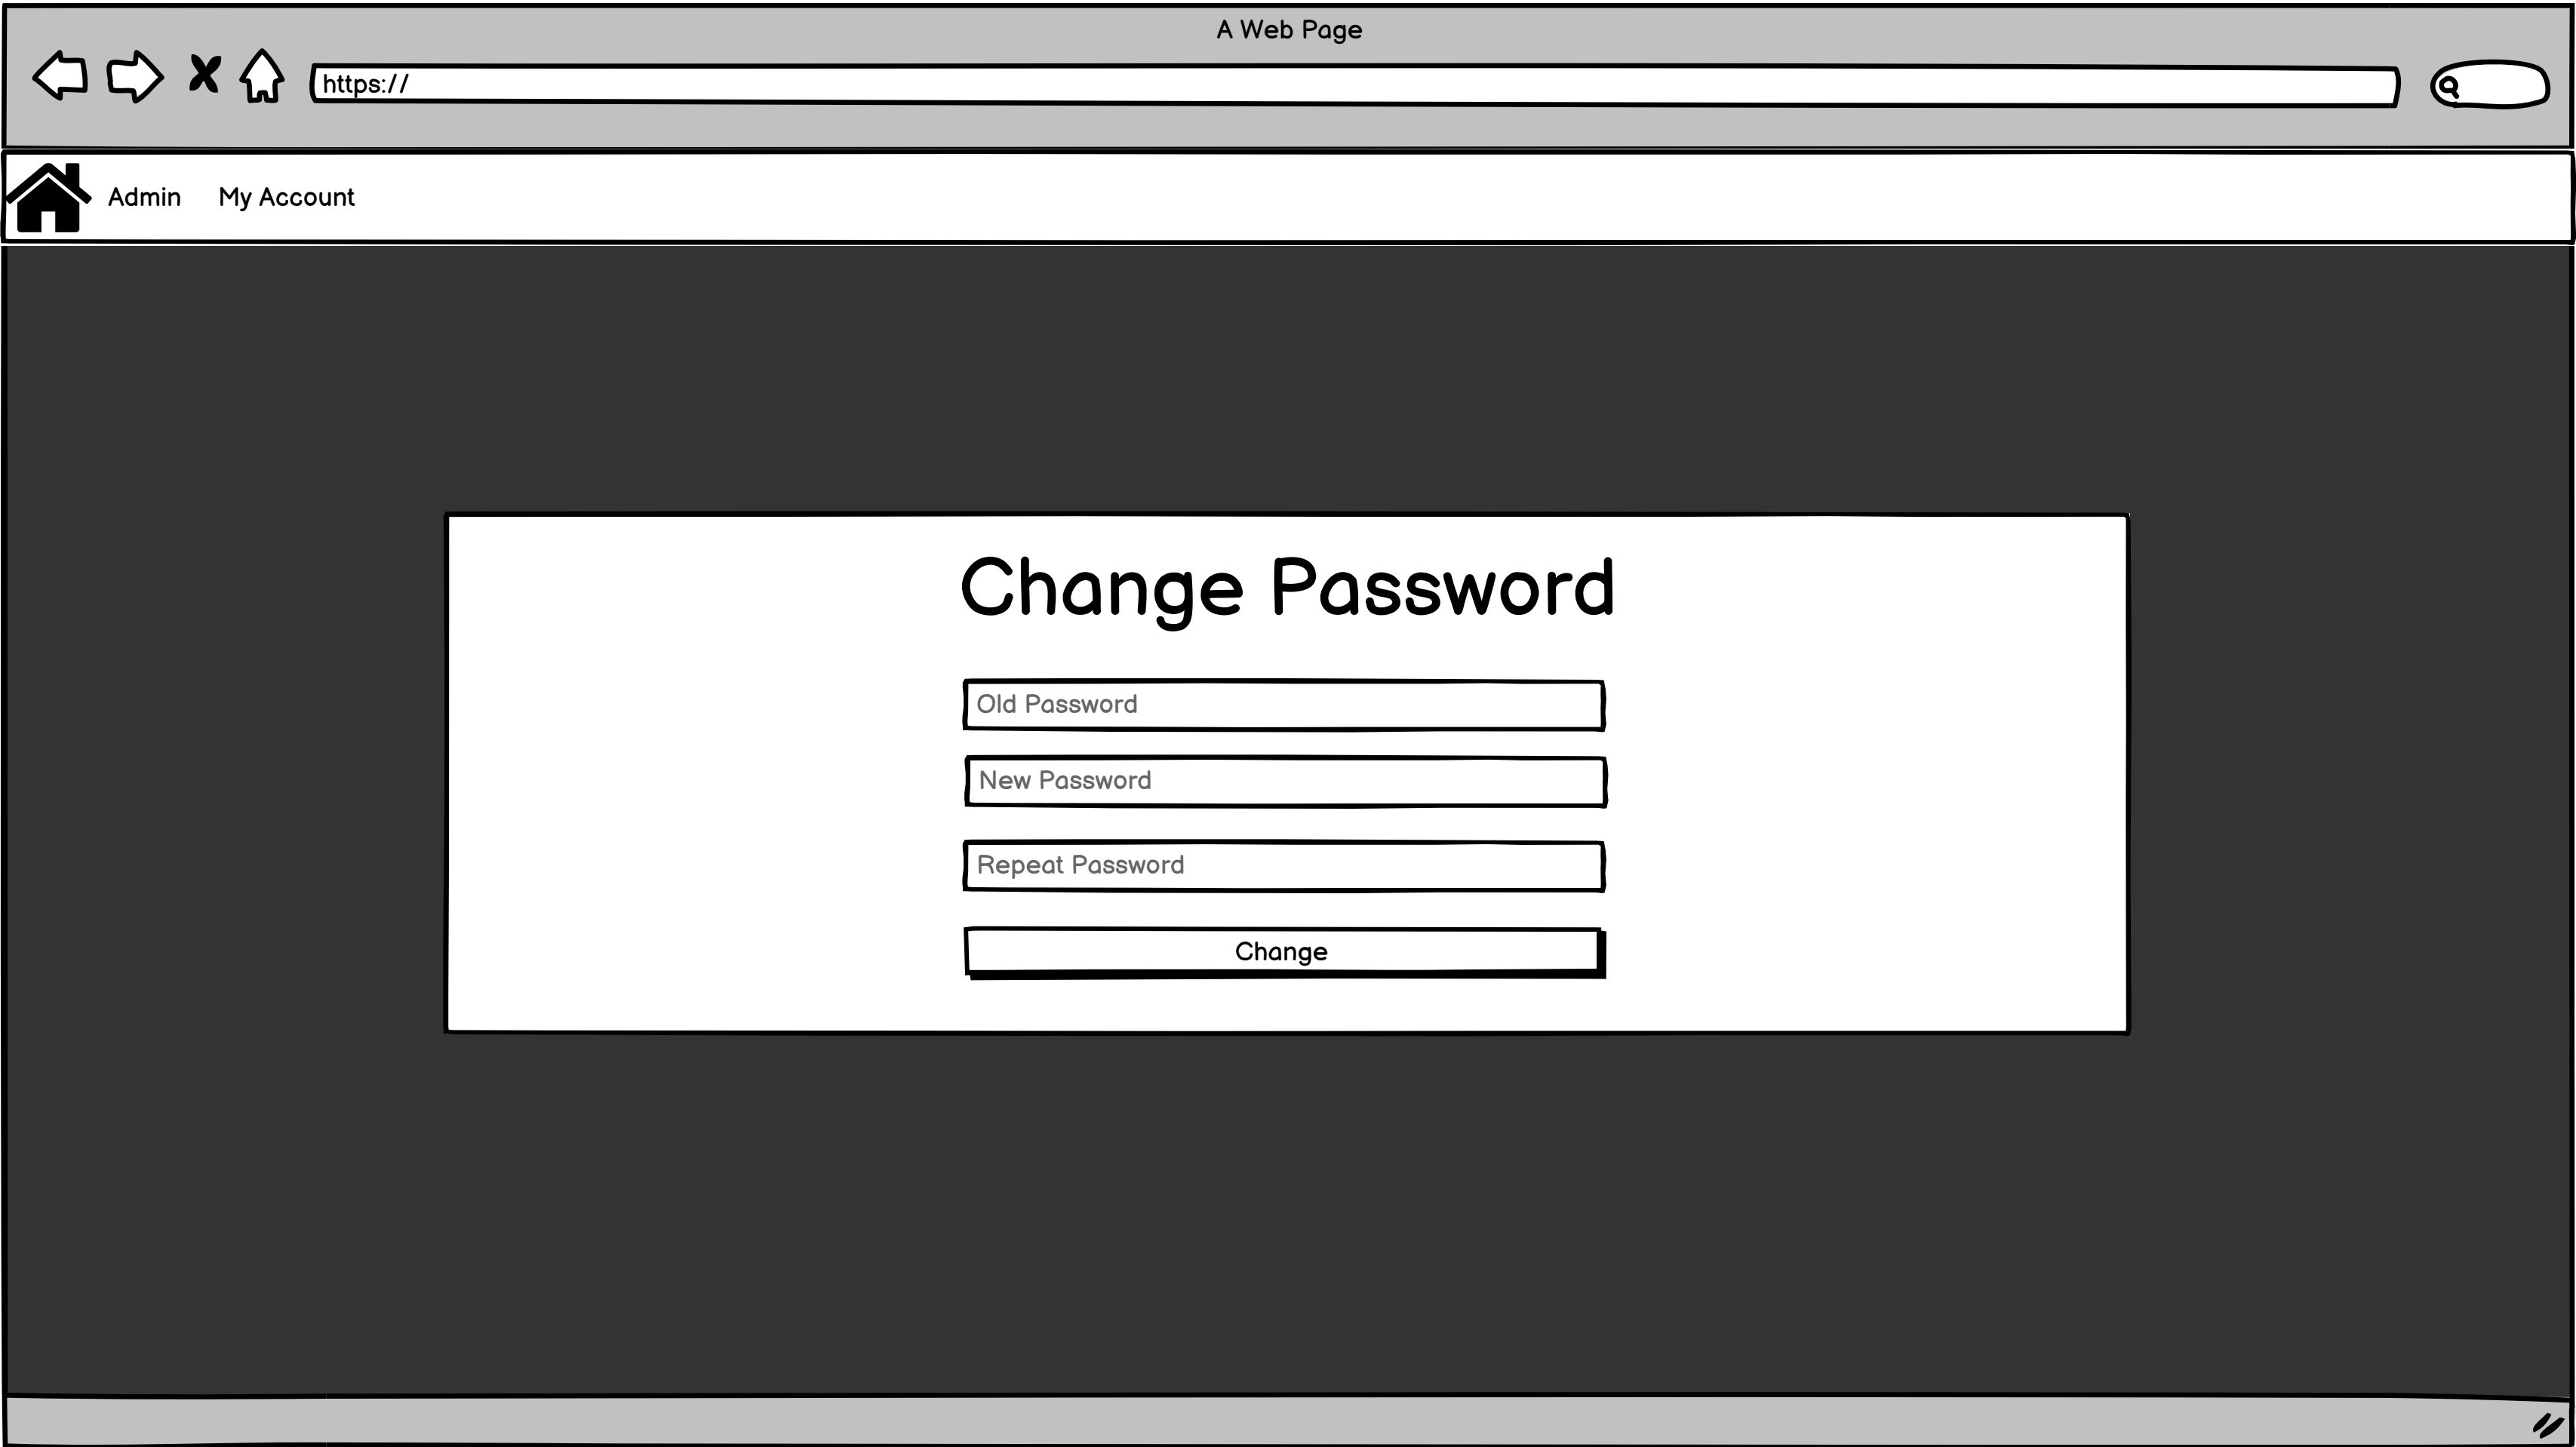 A Web Page
https://
Admin My Account
Change Password
Old Password
New Password
Repeat Password
Change